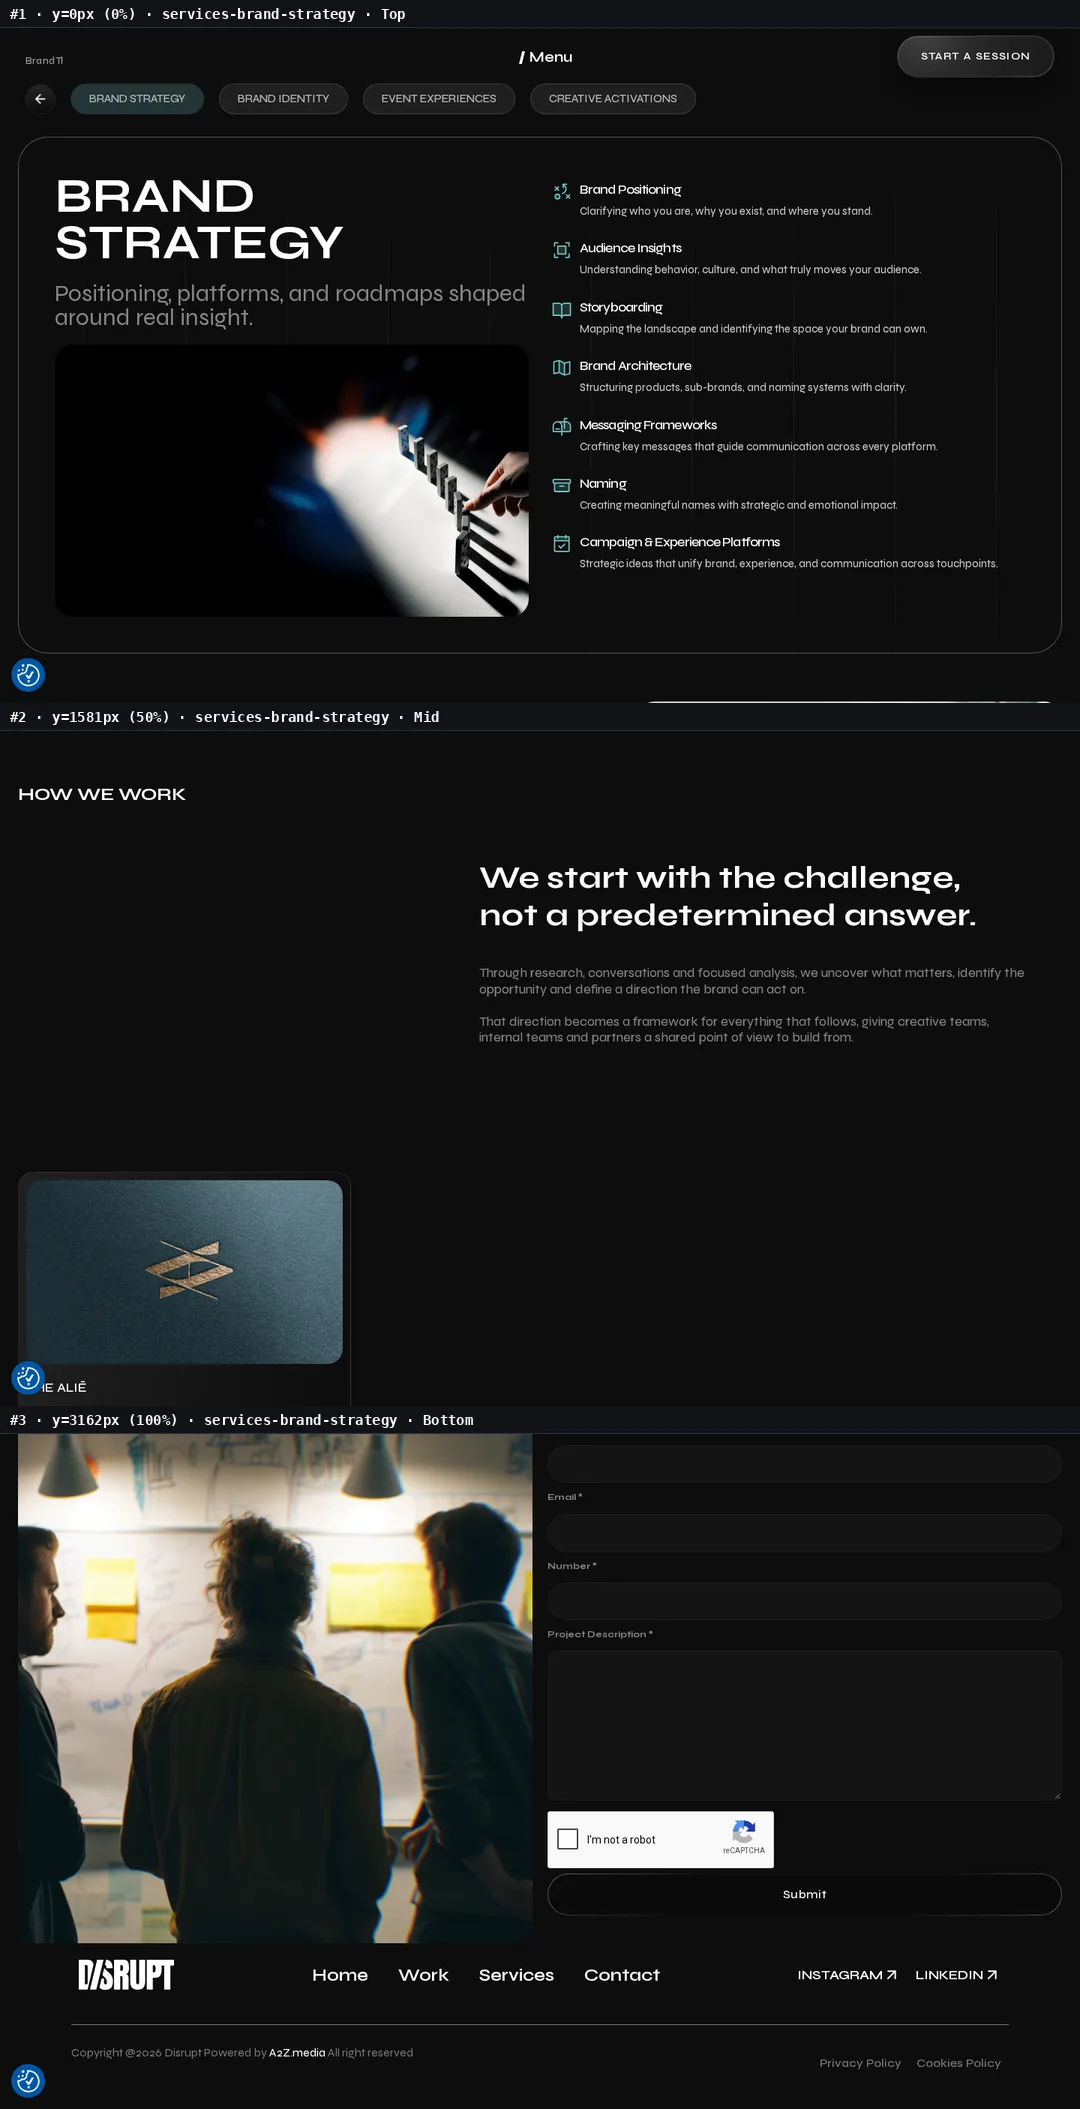 #1 · y=0px (0%) · services-brand-strategy · Top
/ Menu
START A SESSION
BRAND STRATEGY
BRAND IDENTITY
EVENT EXPERIENCES
CREATIVE ACTIVATIONS
BRAND
STRATEGY
Positioning, platforms, and roadmaps shaped
around real insight.
Brand Positioning
Clarifying who you are, why you exist, and where you stand.
Audience Insights
Understanding behavior, culture, and what truly moves your audience.
Storyboarding
Mapping the landscape and identifying the space your brand can own.
Brand Architecture
Structuring products, sub-brands, and naming systems with clarity.
Messaging Frameworks
Crafting key messages that guide communication across every platform.
Naming
Creating meaningful names with strategic and emotional impact.
Campaign & Experience Platforms
Strategic ideas that unify brand, experience, and communication across touchpoints.
#2 · y=1581px (50%) · services-brand-strategy · Mid
HOW WE WORK
We start with the challenge,
not a predetermined answer.
Through research, conversations and focused analysis, we uncover what matters, identify the
opportunity and define a direction the brand can act on.
That direction becomes a framework for everything that follows, giving creative teams,
internal teams and partners a shared point of view to build from.
ALIĒ
#3 · y=3162px (100%) · services-brand-strategy · Bottom
Email *
Number *
Project Description *
I'm not a robot
reCAPTCHA
Submit
DISRUPT
Home
Work
Services
Contact
INSTAGRAM
LINKEDIN
Copyright @2026 Disrupt Powered by A2Z.media All right reserved
Privacy Policy
Cookies Policy